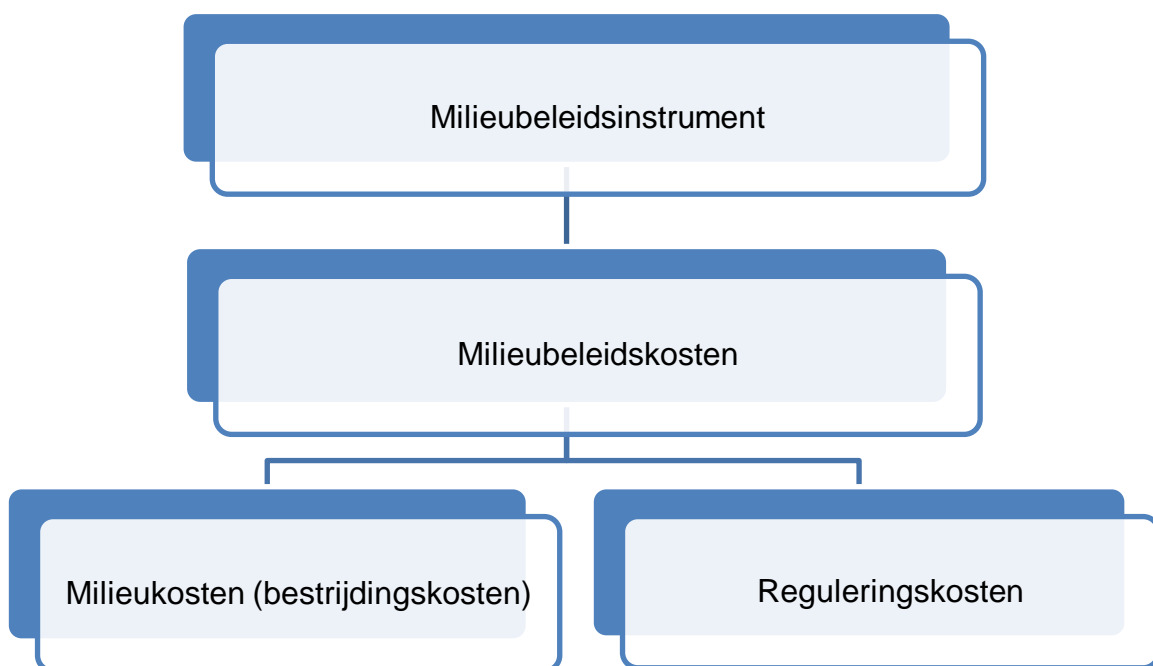 Milieubeleidsinstrument
Milieubeleidskosten
Milieukosten (bestrijdingskosten)
Reguleringskosten